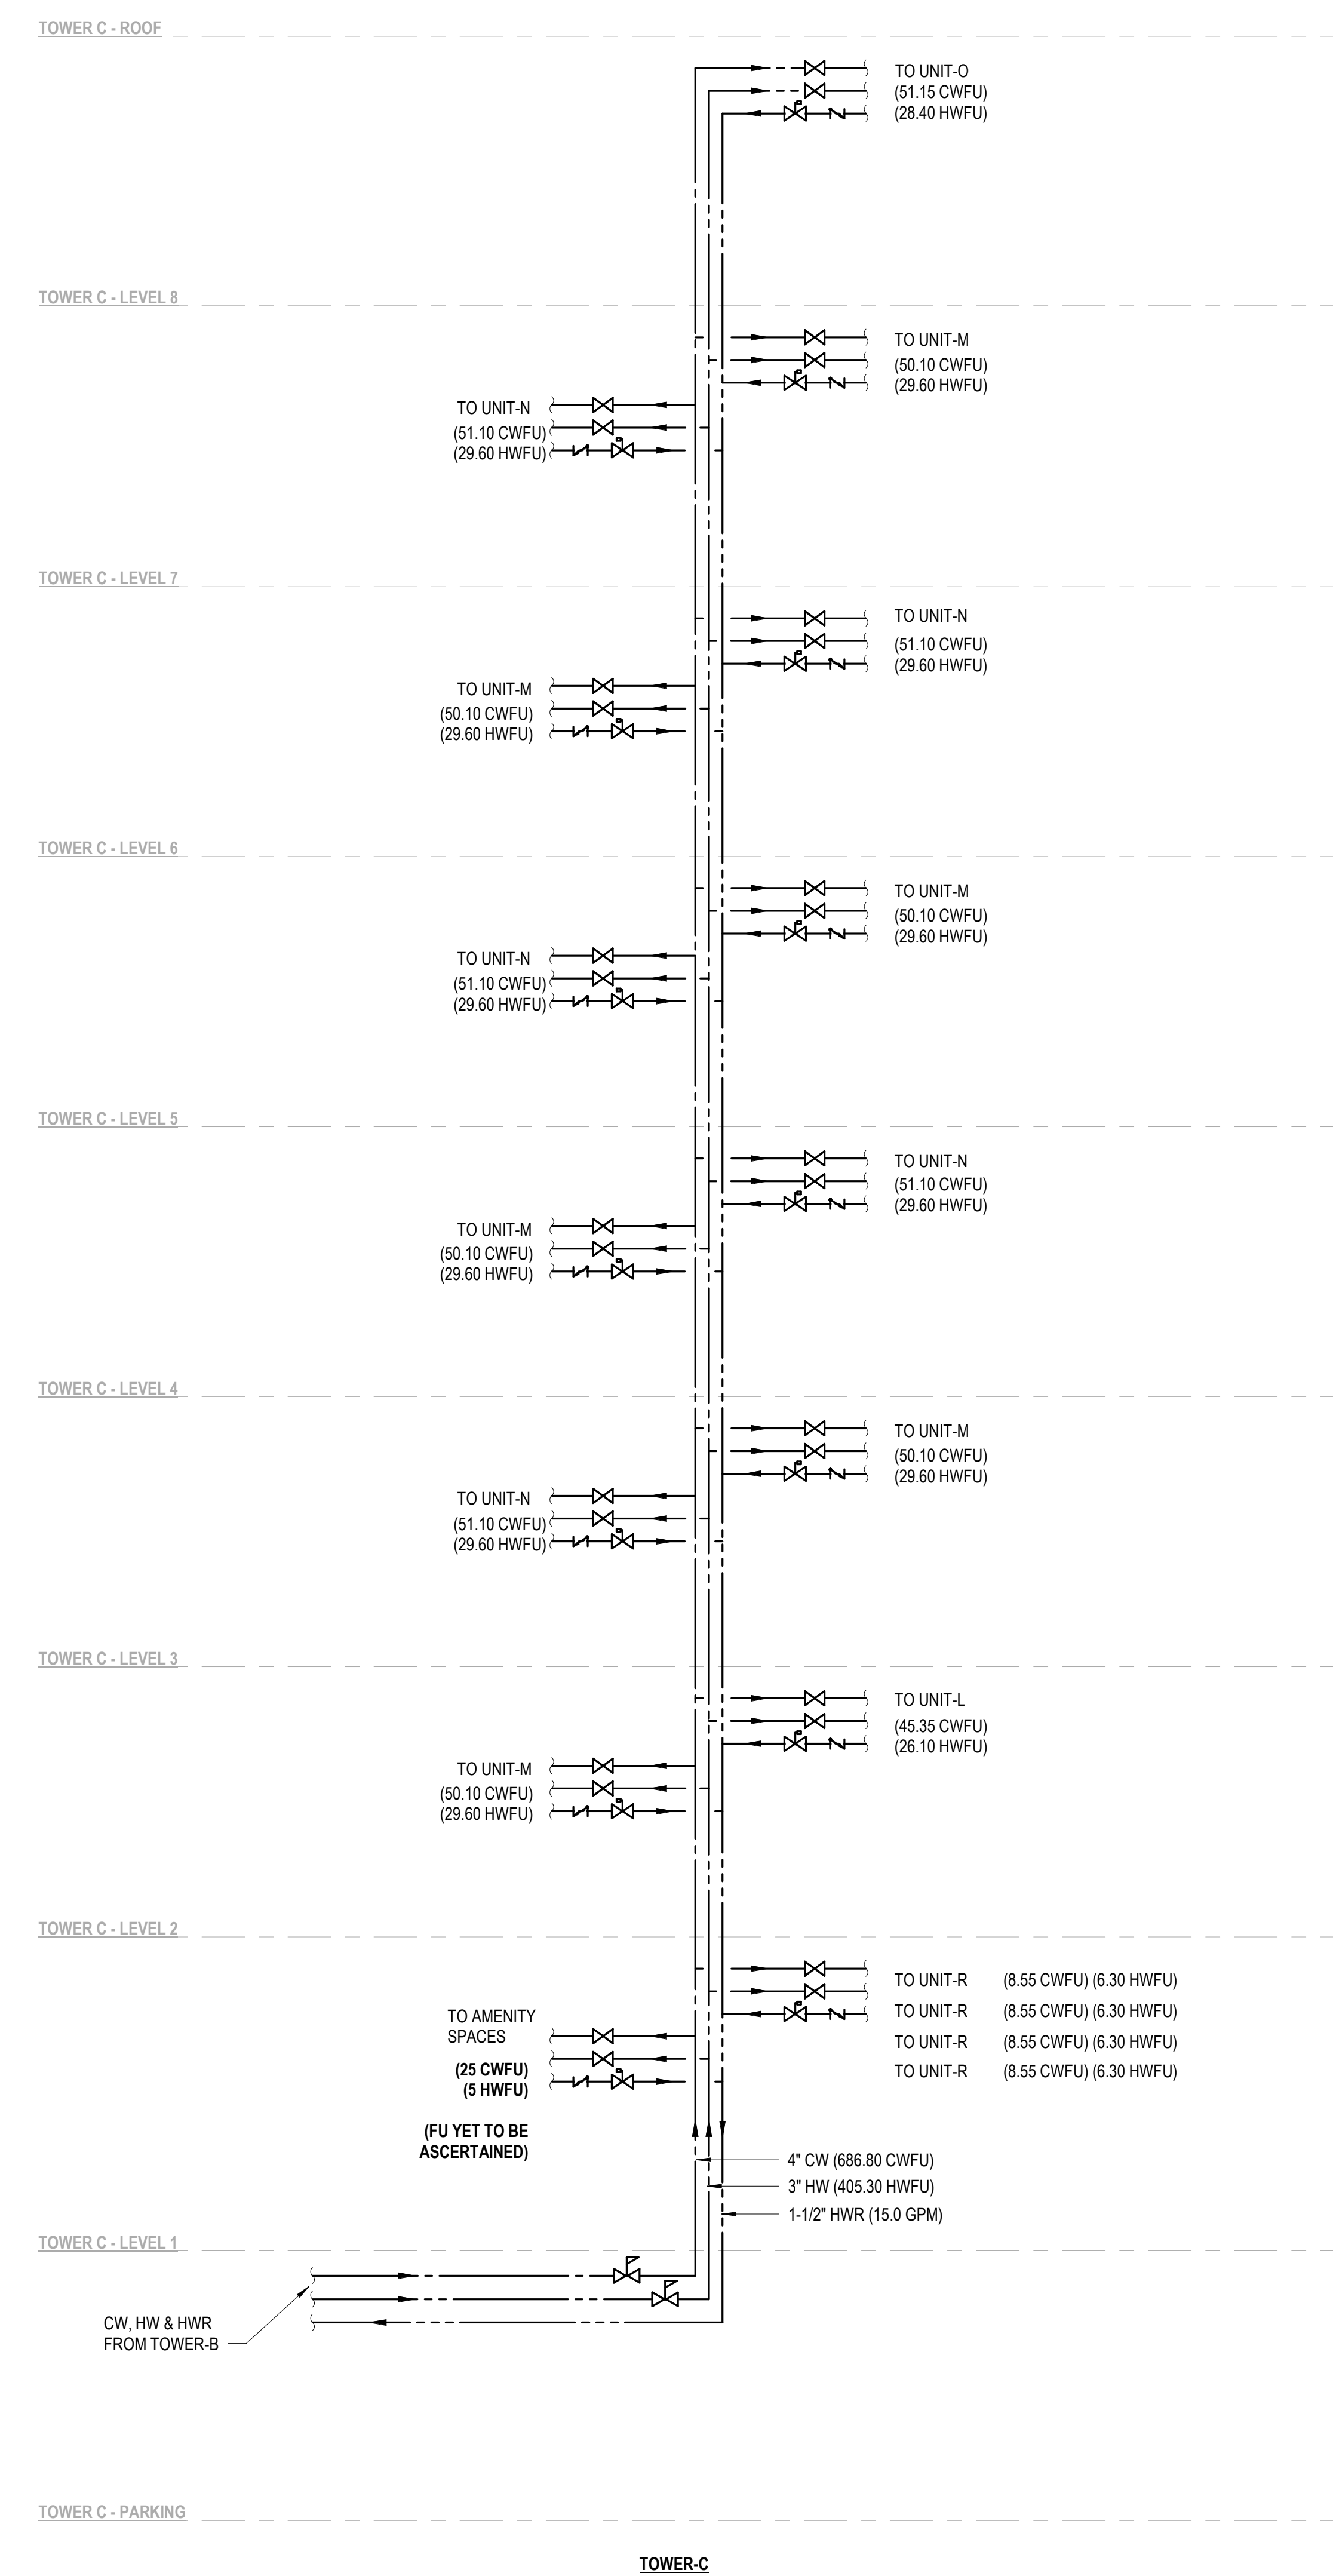 TOWER C - ROOF
TO UNIT-O
(51.15 CWFU)
(28.40 HWFU)
TOWER C - LEVEL 8
TO UNIT-M
(50.10 CWFU)
(29.60 HWFU)
TO UNIT-N
(51.10 CWFU)
(29.60 HWFU)
TOWER C - LEVEL 7
TO UNIT-N
(51.10 CWFU)
(29.60 HWFU)
TO UNIT-M
(50.10 CWFU)
(29.60 HWFU)
TOWER C - LEVEL 6
TO UNIT-M
(50.10 CWFU)
(29.60 HWFU)
TO UNIT-N
(51.10 CWFU)
(29.60 HWFU)
TOWER C - LEVEL 5
TO UNIT-N
(51.10 CWFU)
(29.60 HWFU)
TO UNIT-M
(50.10 CWFU)
(29.60 HWFU)
TOWER C - LEVEL 4
TO UNIT-M
(50.10 CWFU)
(29.60 HWFU)
TO UNIT-N
(51.10 CWFU)
(29.60 HWFU)
TOWER C - LEVEL 3
TO UNIT-L
(45.35 CWFU)
(26.10 HWFU)
TO UNIT-M
(50.10 CWFU)
(29.60 HWFU)
TOWER C - LEVEL 2
TO UNIT-R (8.55 CWFU) (6.30 HWFU)
TO UNIT-R (8.55 CWFU) (6.30 HWFU)
TO UNIT-R (8.55 CWFU) (6.30 HWFU)
TO UNIT-R (8.55 CWFU) (6.30 HWFU)
TO AMENITY
SPACES
(25 CWFU)
(5 HWFU)
(FU YET TO BE
ASCERTAINED)
4" CW (686.80 CWFU)
3" HW (405.30 HWFU)
1-1/2" HWR (15.0 GPM)
TOWER C - LEVEL 1
CW, HW & HWR
FROM TOWER-B
TOWER C - PARKING
TOWER-C